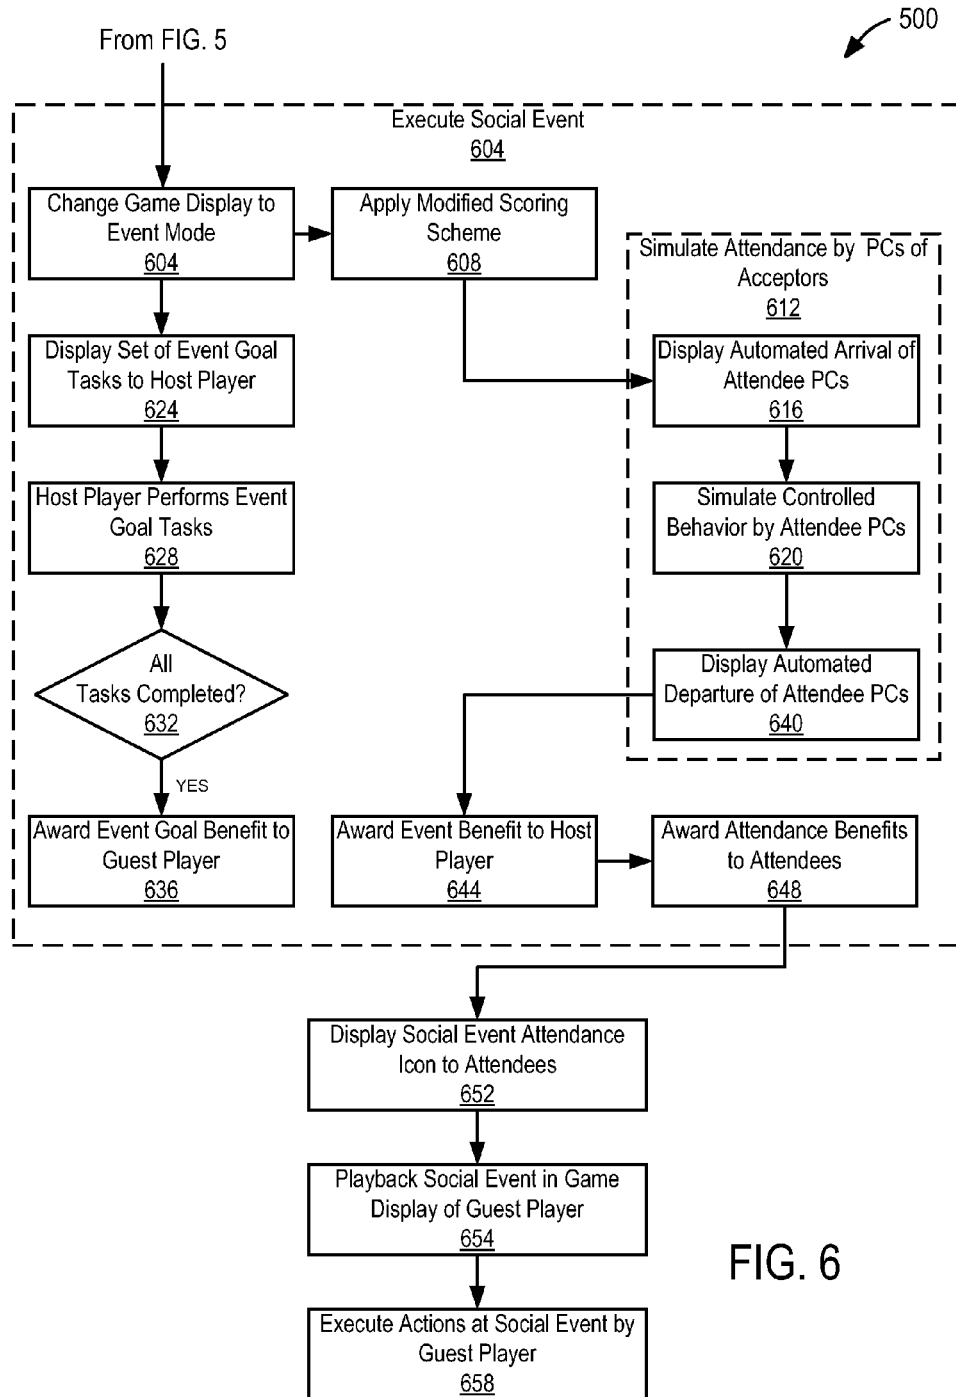 500
From FIG. 5
Execute Social Event
604
Change Game Display to
Event Mode
604
Apply Modified Scoring
Scheme
608
Simulate Attendance by PCs of
Acceptors
612
Display Set of Event Goal
Tasks to Host Player
624
Display Automated Arrival of
Attendee PCs
616
Host Player Performs Event
Goal Tasks
628
Simulate Controlled
Behavior by Attendee PCs
620
All
Tasks Completed?
632
Display Automated
Departure of Attendee PCs
640
YES
Award Event Goal Benefit to
Guest Player
636
Award Event Benefit to Host
Player
644
Award Attendance Benefits
to Attendees
648
Display Social Event Attendance
Icon to Attendees
652
Playback Social Event in Game
Display of Guest Player
654
FIG. 6
Execute Actions at Social Event by
Guest Player
658